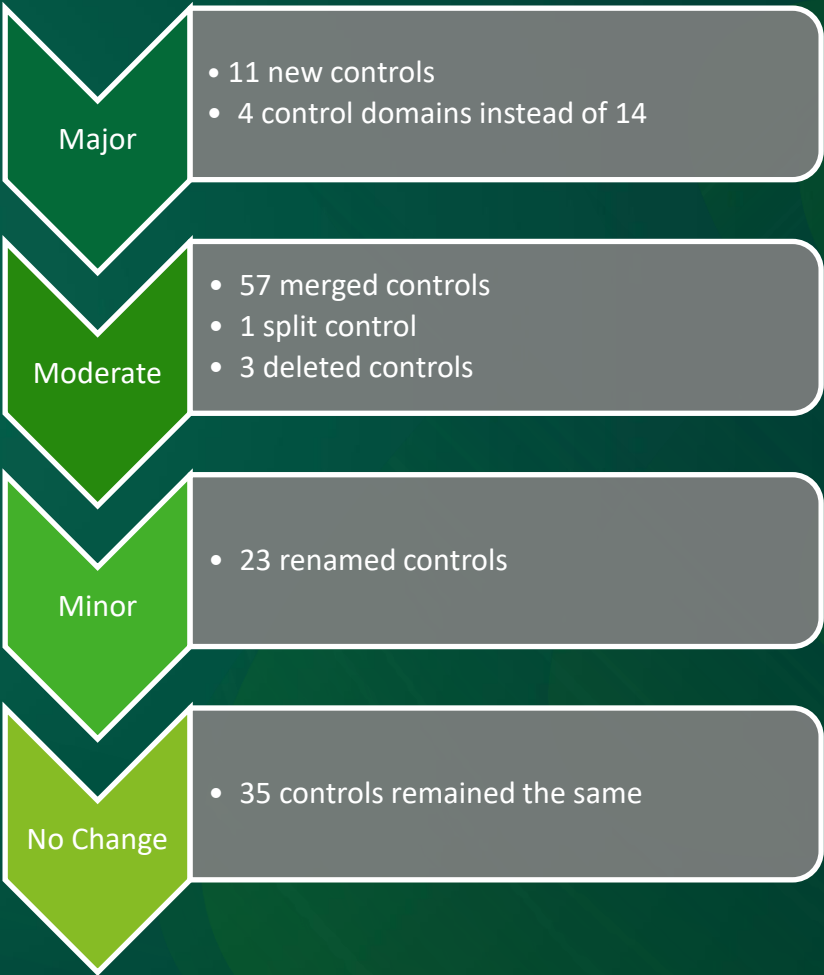 Major
• 11 new controls
• 4 control domains instead of 14
Moderate
• 57 merged controls
• 1 split control
• 3 deleted controls
Minor
• 23 renamed controls
No Change
• 35 controls remained the same